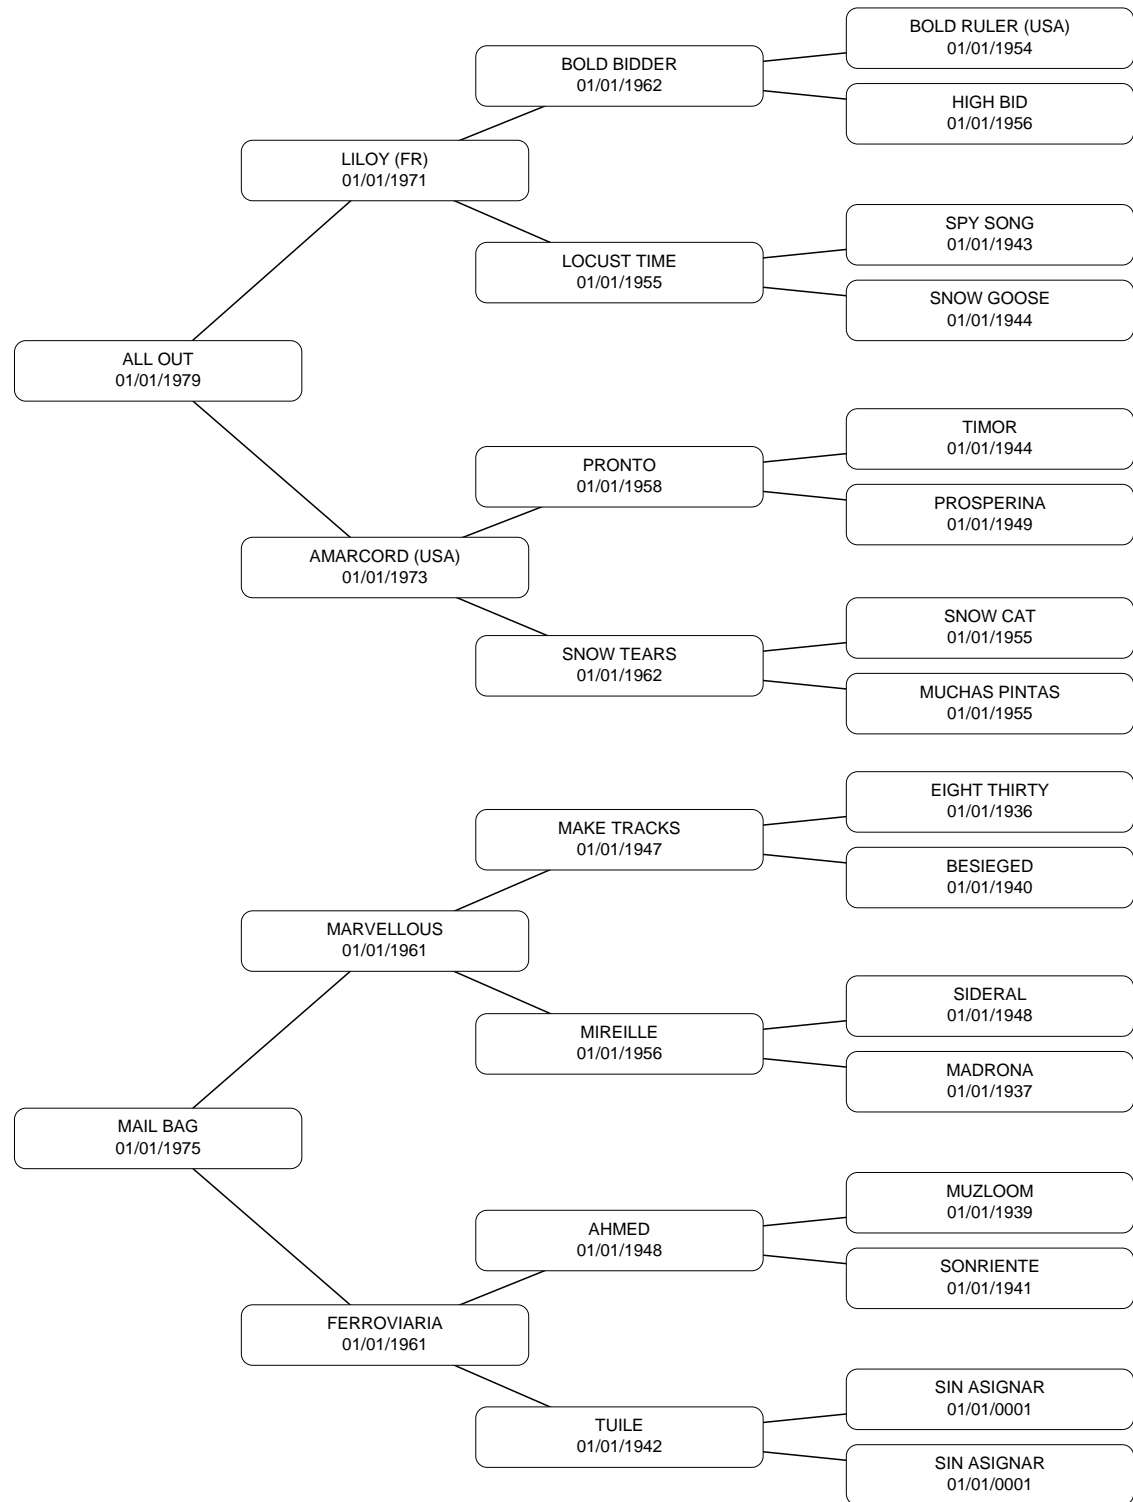 BOLD RULER (USA)
01/01/1954
BOLD BIDDER
01/01/1962
HIGH BID
01/01/1956
LILOY (FR)
01/01/1971
SPY SONG
01/01/1943
LOCUST TIME
01/01/1955
SNOW GOOSE
01/01/1944
ALL OUT
01/01/1979
TIMOR
01/01/1944
PRONTO
01/01/1958
PROSPERINA
01/01/1949
AMARCORD (USA)
01/01/1973
SNOW CAT
01/01/1955
SNOW TEARS
01/01/1962
MUCHAS PINTAS
01/01/1955
EIGHT THIRTY
01/01/1936
MAKE TRACKS
01/01/1947
BESIEGED
01/01/1940
MARVELLOUS
01/01/1961
SIDERAL
01/01/1948
MIREILLE
01/01/1956
MADRONA
01/01/1937
MAIL BAG
01/01/1975
MUZLOOM
01/01/1939
AHMED
01/01/1948
SONRIENTE
01/01/1941
FERROVIARIA
01/01/1961
SIN ASIGNAR
01/01/0001
TUILE
01/01/1942
SIN ASIGNAR
01/01/0001